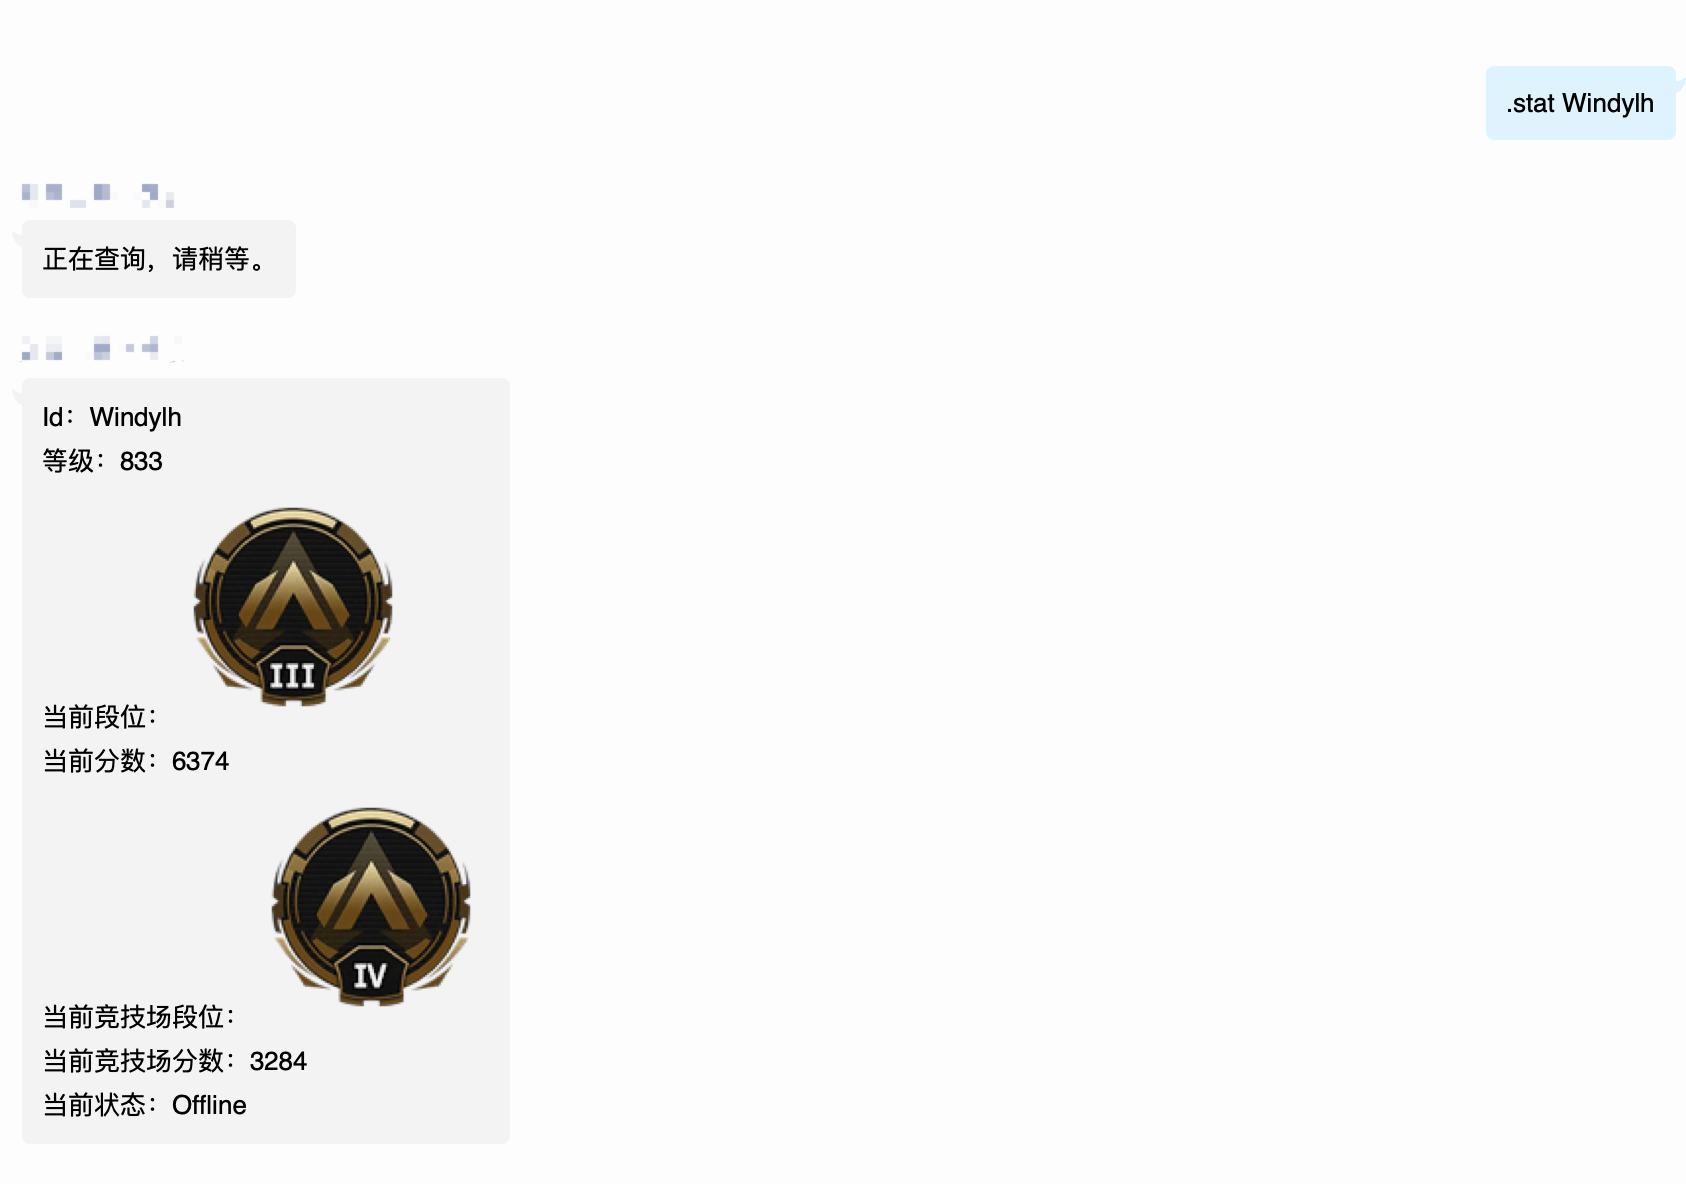 .stat Windylh
正在查询，请稍等。
Id：Windylh
等级：833
III
当前段位：
当前分数：6374
IV
当前竞技场段位：
当前竞技场分数：3284
当前状态：Offline